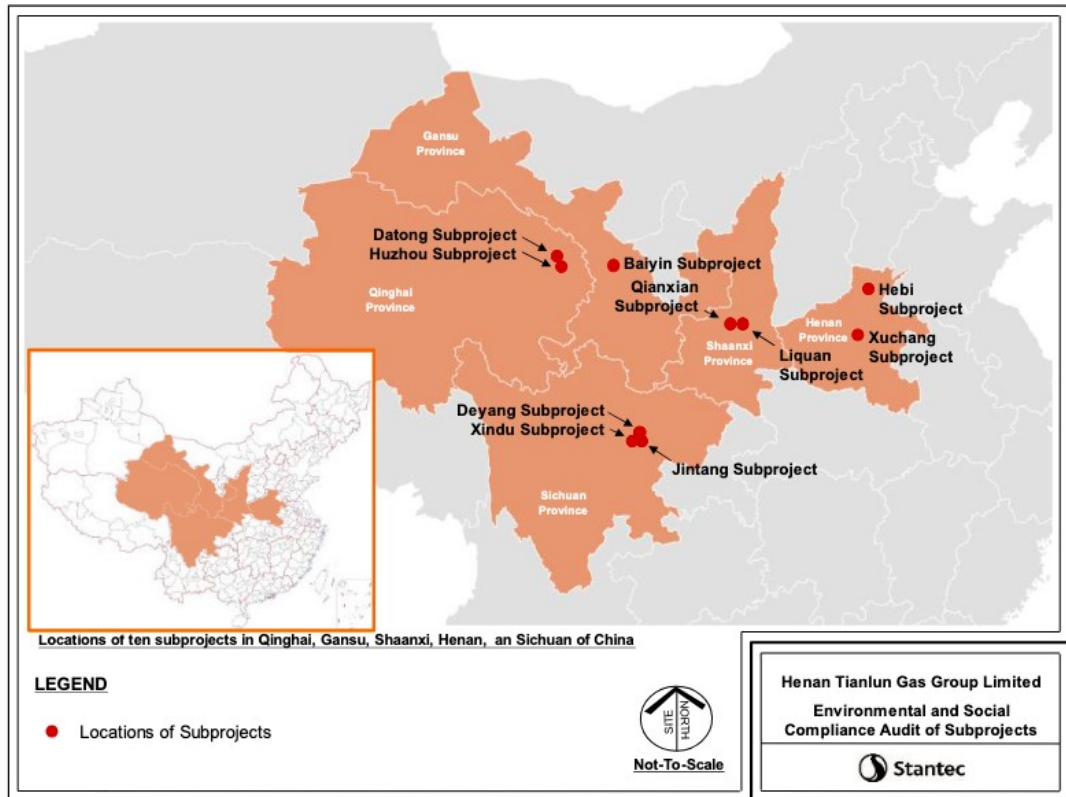 Gansu
Province
Datong Subproject
Huzhou Subproject
Baiyin Subproject
Qianxian
Subproject
Qinghai
Province
Hebi
Subproject
Henan
Province
Xuchang
Subproject
Shaanxi
Province
Liquan
Subproject
Deyang Subproject
Xindu Subproject
Jintang Subproject
Sichuan
Province
Locations of ten subprojects in Qinghai, Gansu, Shaanxi, Henan, an Sichuan of China
LEGEND
Locations of Subprojects
SITE
NORTH
Not-To-Scale
Henan Tianlun Gas Group Limited
Environmental and Social
Compliance Audit of Subprojects
Stantec